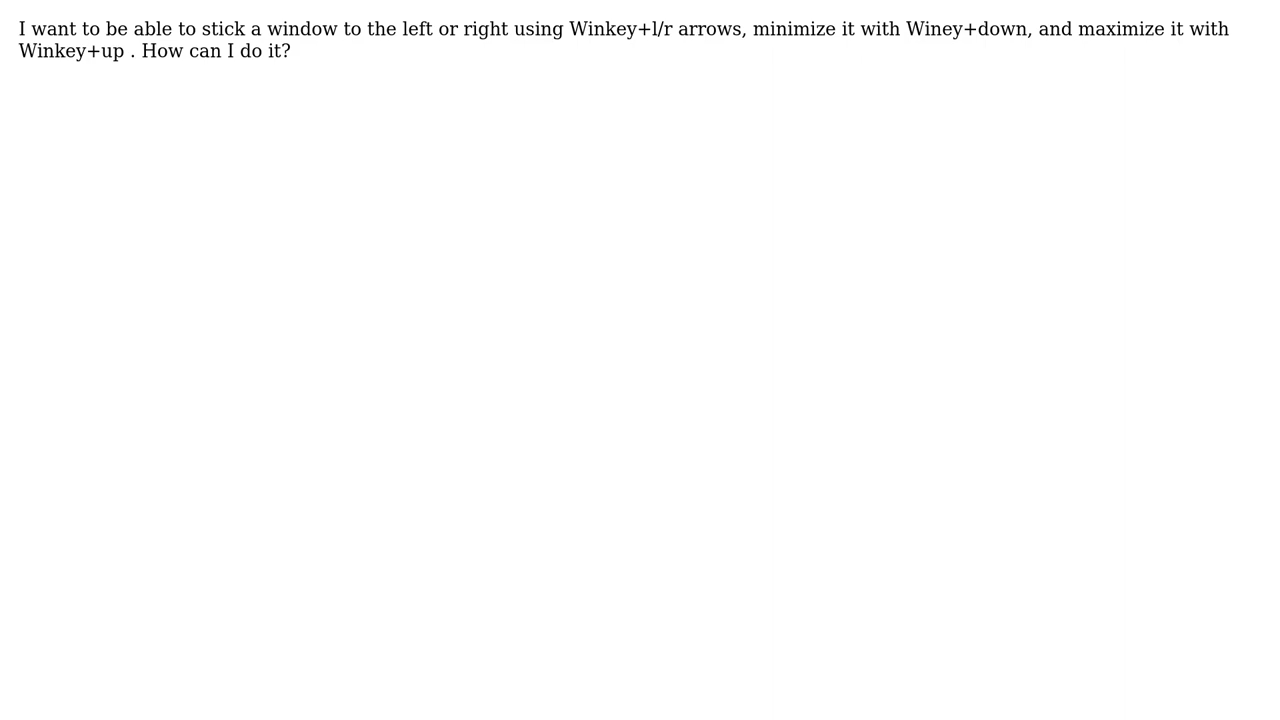 I want to be able to stick a window to the left or right using Winkey+l/r arrows, minimize it with Winey+down, and maximize it with
Winkey+up . How can I do it?